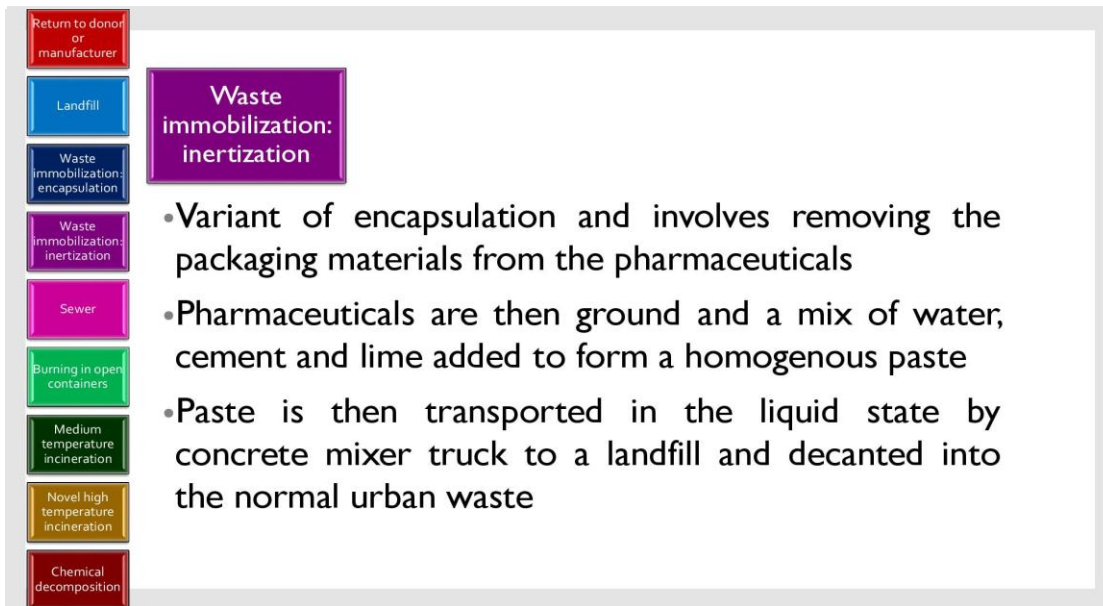 Return to donor
or
manufacturer
Landfill
Waste
immobilization:
encapsulation
Waste
immobilization:
inertization
Sewer
Burning in open
containers
Medium
temperature
incineration
Novel high
temperature
incineration
Chemical
decomposition
Waste
immobilization:
inertization
•Variant of encapsulation and involves removing the
packaging materials from the pharmaceuticals
•Pharmaceuticals are then ground and a mix of water,
cement and lime added to form a homogenous paste
•Paste is then transported in the liquid state by
concrete mixer truck to a landfill and decanted into
the normal urban waste